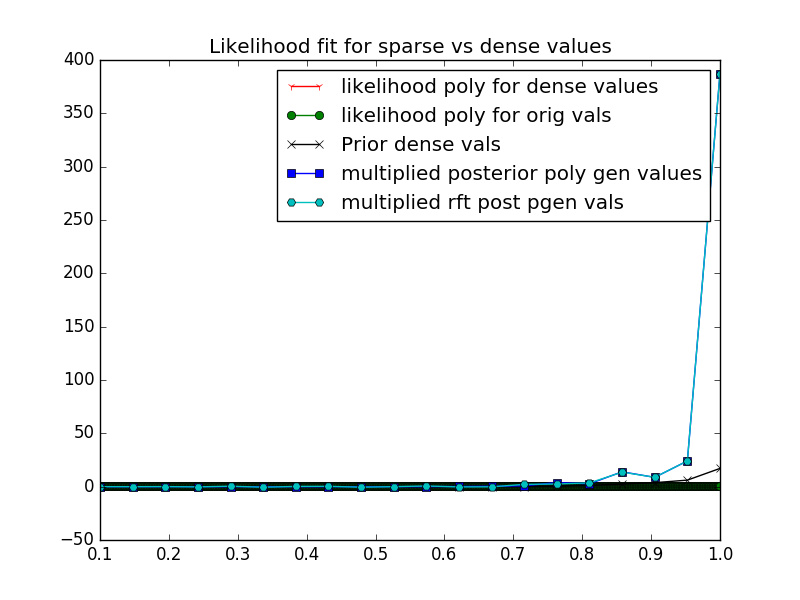 Likelihood fit for sparse vs dense values
400
350
300
250
200
150
100
50
0
−50
likelihood poly for dense values
likelihood poly for orig vals
Prior dense vals
multiplied posterior poly gen values
multiplied rft post pgen vals
0.1 0.2 0.3 0.4 0.5 0.6 0.7 0.8 0.9 1.0